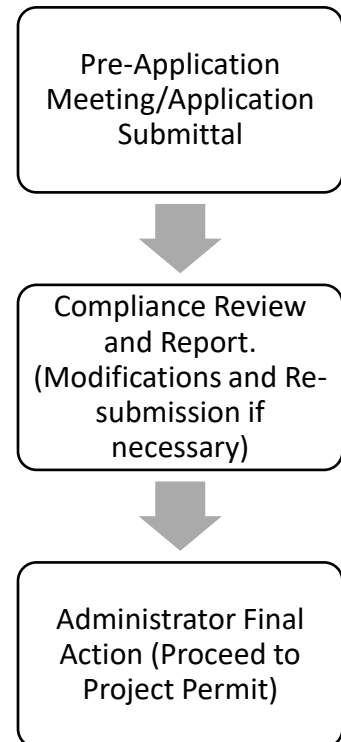 Pre-Application
Meeting/Application
Submittal
Compliance Review
and Report.
(Modifications and Re-
submission if
necessary)
Administrator Final
Action (Proceed to
Project Permit)